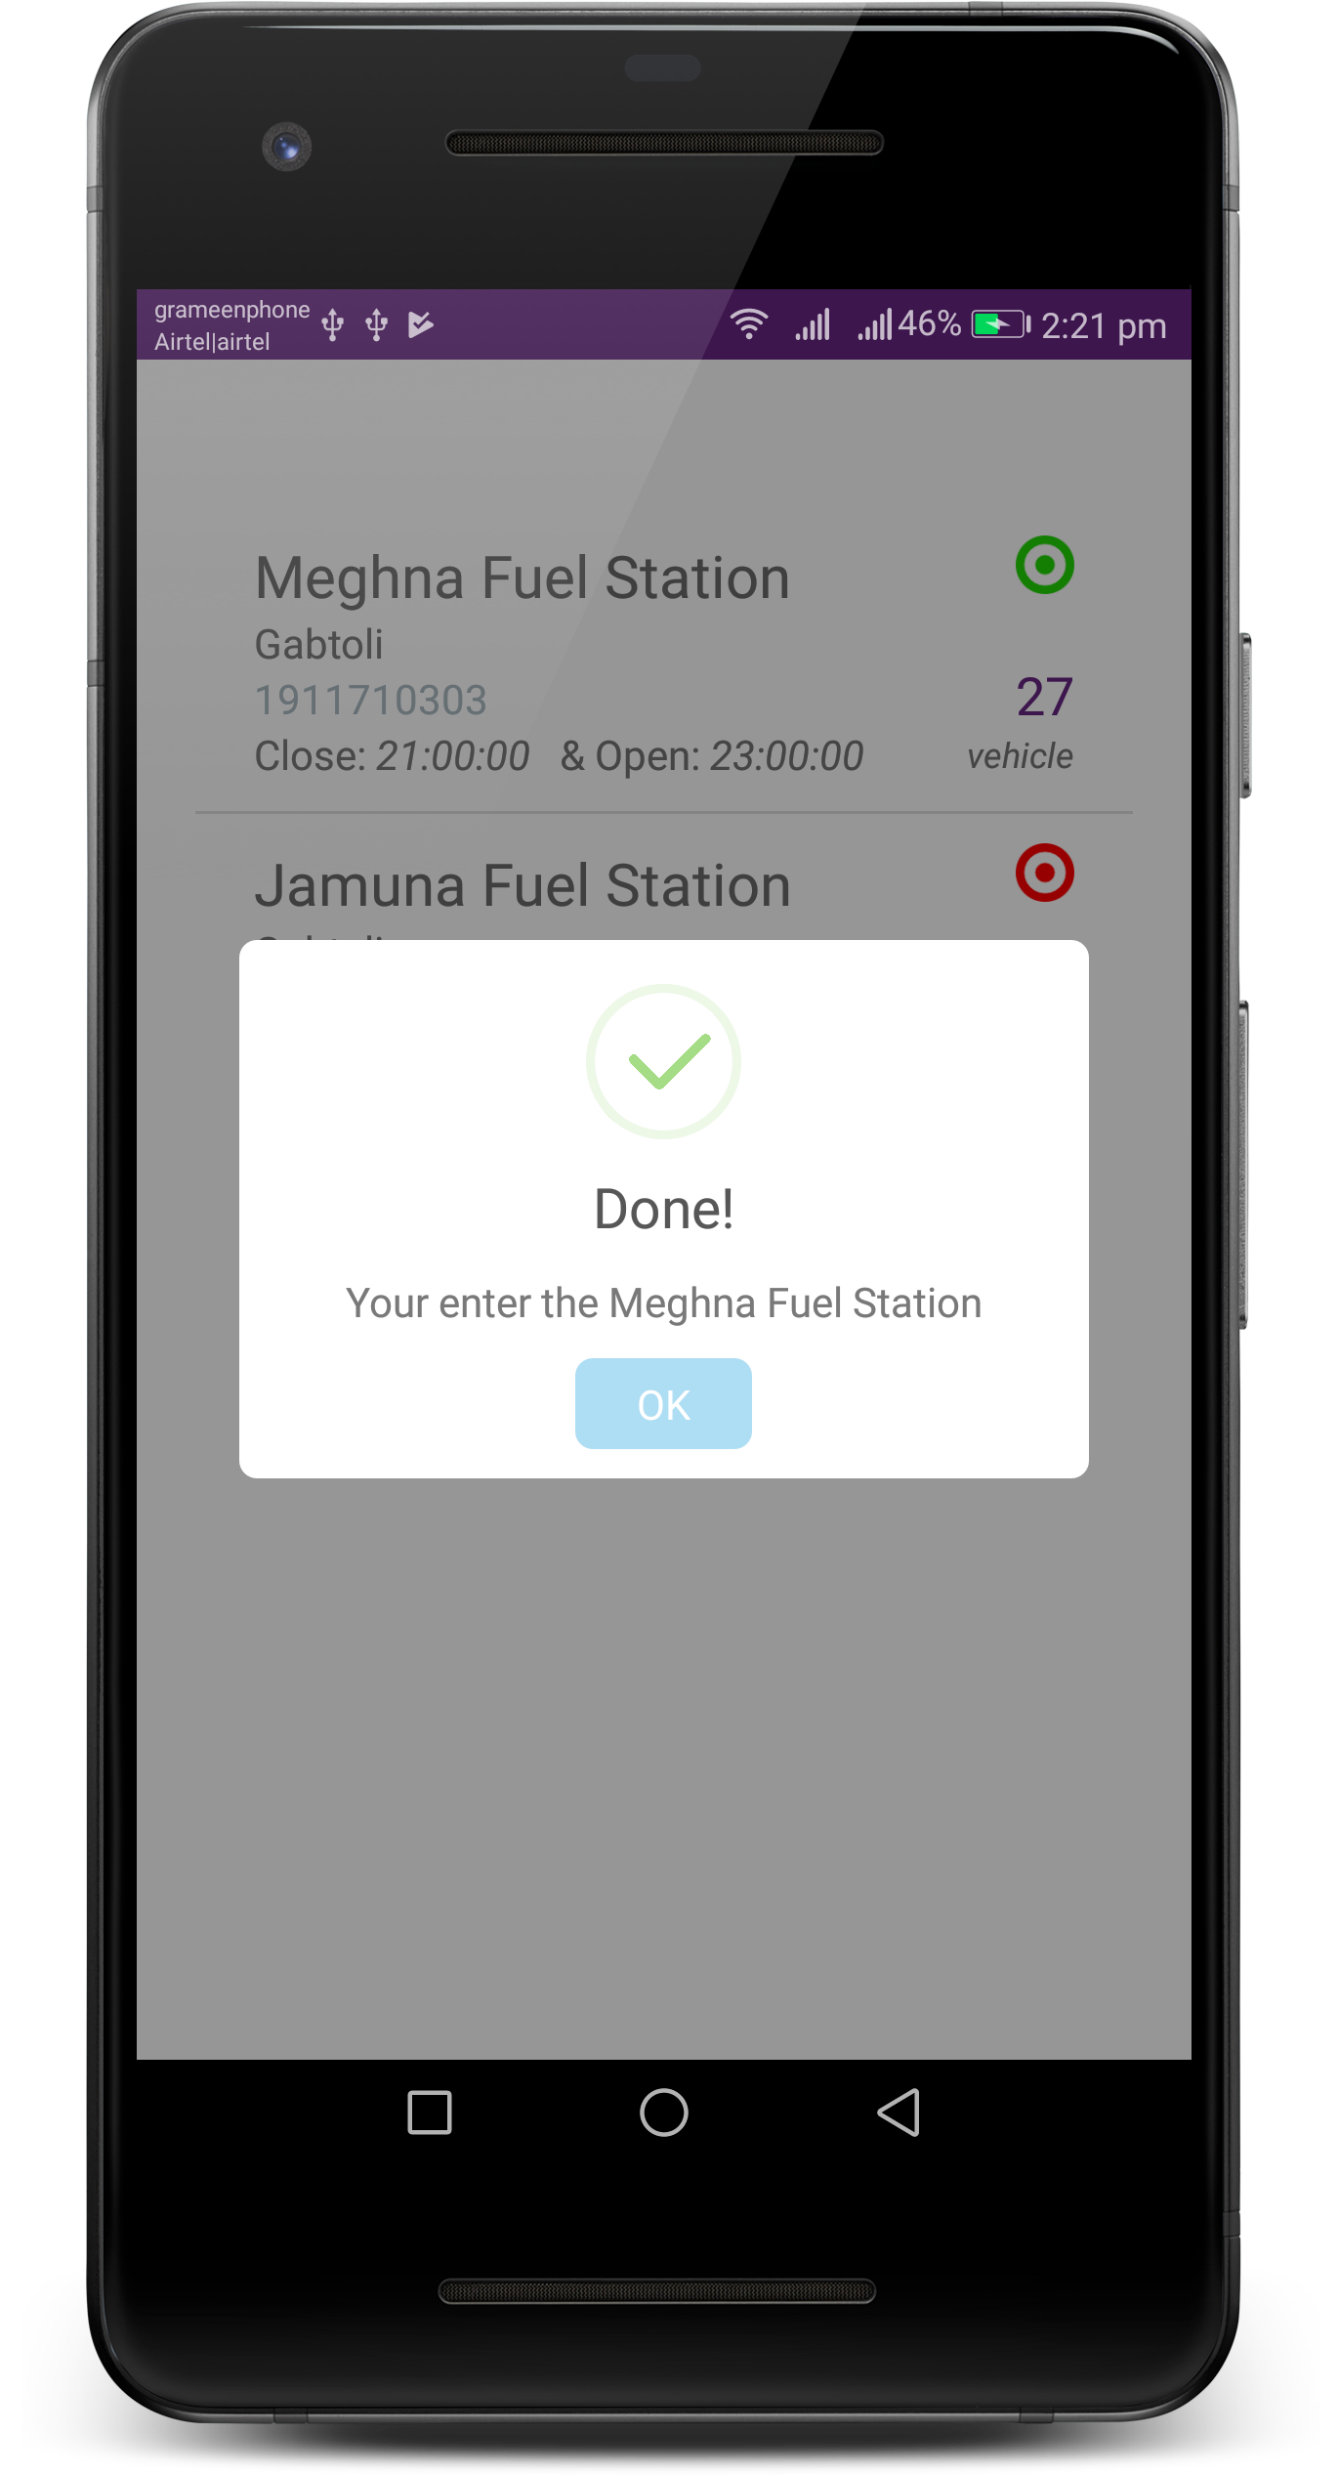 grameenphone
Airtel|airtel
46% 2:21 pm
Meghna Fuel Station
Gabtoli
1911710303
27
Close: 21:00:00 & Open: 23:00:00
vehicle
Jamuna Fuel Station
Done!
Your enter the Meghna Fuel Station
OK